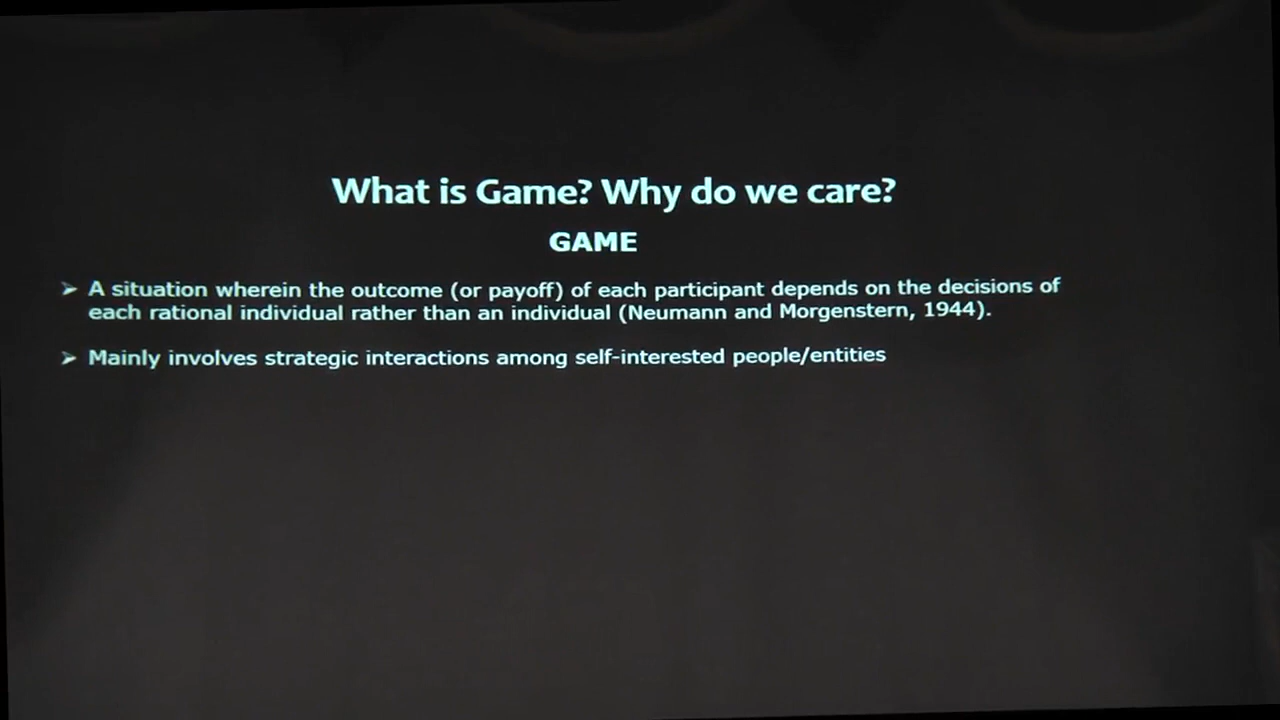 What is Game? Why do we care?
GAME
➢ A situation wherein the outcome (or payoff) of each participant depends on the decisions of
each rational individual rather than an individual (Neumann and Morgenstern, 1944).
➢ Mainly involves strategic interactions among self-interested people/entities